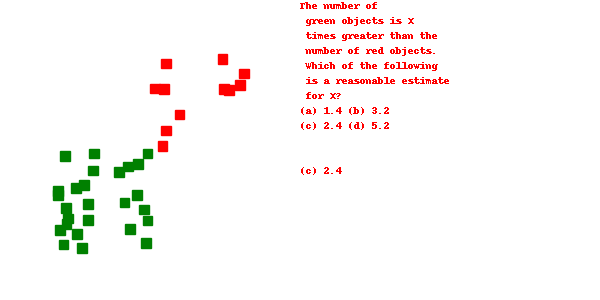 The number of
green objects is X
times greater than the
number of red objects.
Which of the following
is a reasonable estimate
for X?
(a) 1.4 (b) 3.2
(c) 2.4 (d) 5.2
(c) 2.4